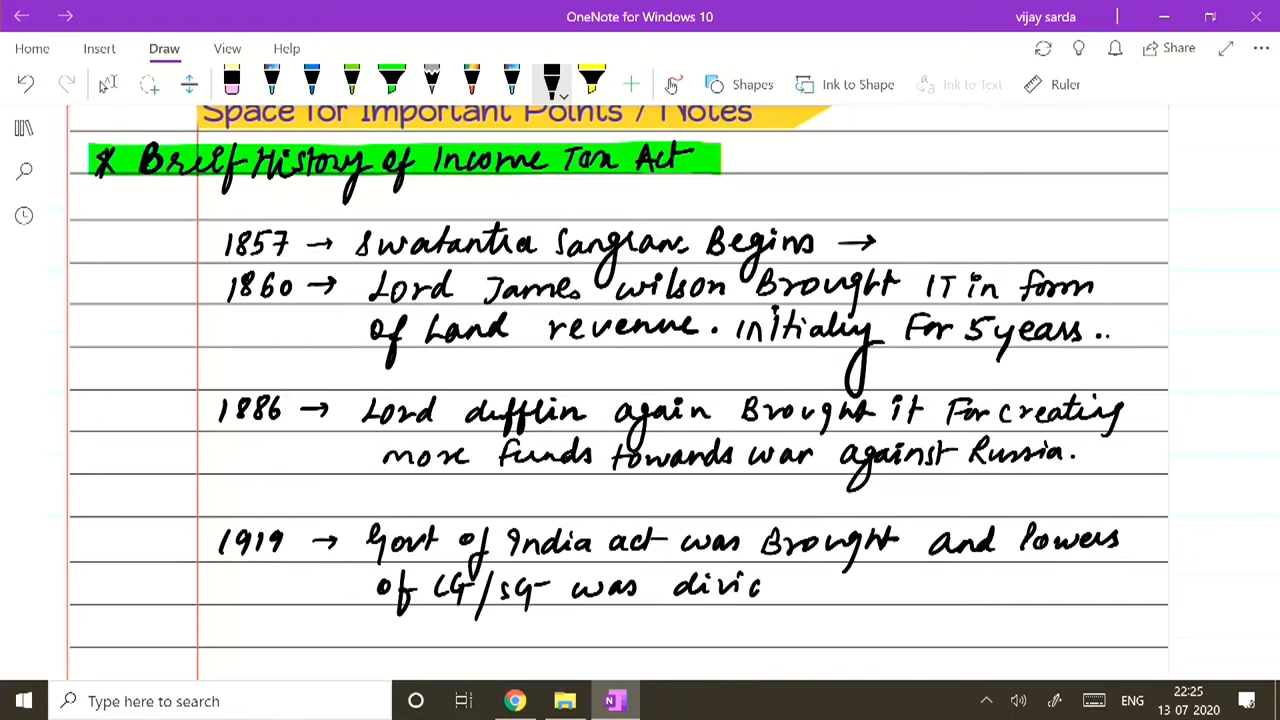 OneNote for Windows 10
vijay sarda
Home Insert Draw View Help
Share
Shapes Ink to Shape Ink to Text Ruler
Space for Important Points / Notes
* Brief History of Income Tax Act
1857 → Swatantra Sangram Begins →
1860 → Lord James wilson Brought IT in form
of Land revenue. initially For 5 years ..
1886 → Lord dufflin again Brought it For creating
more funds towards war against Russia.
1919 → Govt of India act was Brought and Powers
of CG/SG was divic
Type here to search
ENG
22:25
13-07-2020